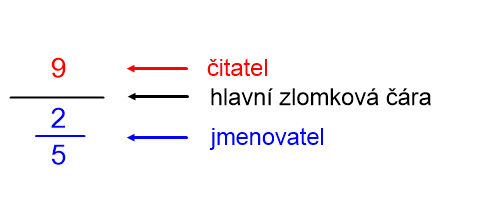 9 čitatel
hlavní zlomková čára
2
jmenovatel
5